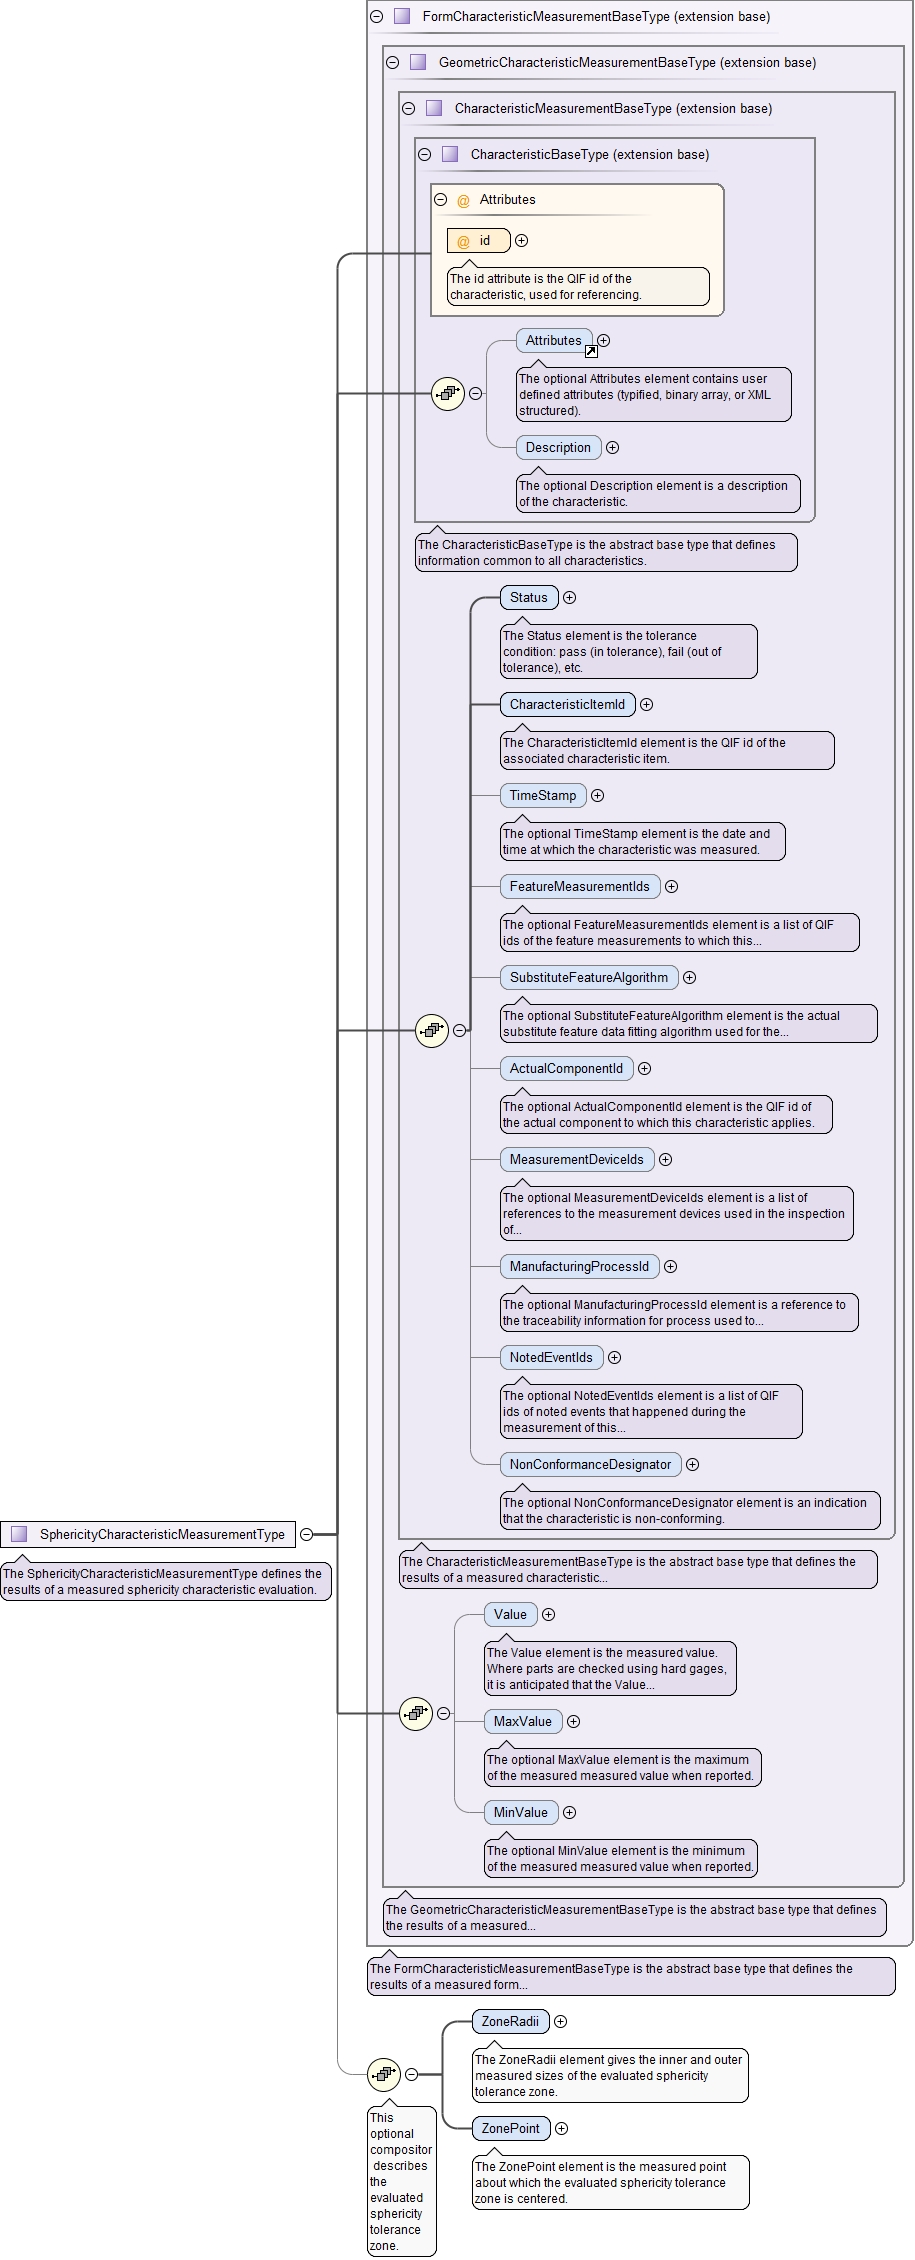 FormCharacteristicMeasurementBaseType (extension base)
GeometricCharacteristicMeasurementBaseType (extension base)
CharacteristicMeasurementBaseType (extension base)
CharacteristicBaseType (extension base)
@ Attributes
@ id
The id attribute is the QIF id of the
characteristic, used for referencing.
Attributes
The optional Attributes element contains user
defined attributes (typified, binary array, or XML
structured).
Description
The optional Description element is a description
of the characteristic.
The CharacteristicBaseType is the abstract base type that defines
information common to all characteristics.
Status
The Status element is the tolerance
condition: pass (in tolerance), fail (out of
tolerance), etc.
CharacteristicItemId
The CharacteristicItemId element is the QIF id of the
associated characteristic item.
TimeStamp
The optional TimeStamp element is the date and
time at which the characteristic was measured.
FeatureMeasurementIds
The optional FeatureMeasurementIds element is a list of QIF
ids of the feature measurements to which this...
SubstituteFeatureAlgorithm
The optional SubstituteFeatureAlgorithm element is the actual
substitute feature data fitting algorithm used for the...
ActualComponentId
The optional ActualComponentId element is the QIF id of
the actual component to which this characteristic applies.
MeasurementDeviceIds
The optional MeasurementDeviceIds element is a list of
references to the measurement devices used in the inspection
of...
ManufacturingProcessId
The optional ManufacturingProcessId element is a reference to
the traceability information for process used to...
NotedEventIds
The optional NotedEventIds element is a list of QIF
ids of noted events that happened during the
measurement of this...
NonConformanceDesignator
The optional NonConformanceDesignator element is an indication
that the characteristic is non-conforming.
SphericityCharacteristicMeasurementType
The SphericityCharacteristicMeasurementType defines the
results of a measured sphericity characteristic evaluation.
The CharacteristicMeasurementBaseType is the abstract base type that defines the
results of a measured characteristic...
Value
The Value element is the measured value.
Where parts are checked using hard gages,
it is anticipated that the Value...
MaxValue
The optional MaxValue element is the maximum
of the measured measured value when reported.
MinValue
The optional MinValue element is the minimum
of the measured measured value when reported.
The GeometricCharacteristicMeasurementBaseType is the abstract base type that defines
the results of a measured...
The FormCharacteristicMeasurementBaseType is the abstract base type that defines the
results of a measured form...
ZoneRadii
The ZoneRadii element gives the inner and outer
measured sizes of the evaluated sphericity
tolerance zone.
ZonePoint
The ZonePoint element is the measured point
about which the evaluated sphericity tolerance
zone is centered.
This
optional
compositor
describes
the
evaluated
sphericity
tolerance
zone.